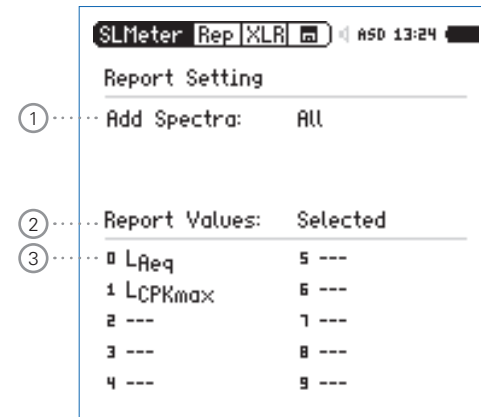 SLMeter Rep XLR ASD 13:24
Report Setting
1 Add Spectra: All
2 Report Values: Selected
3 0 LAeq 5 ---
1 LCPKmax 6 ---
2 --- 7 ---
3 --- 8 ---
4 --- 9 ---